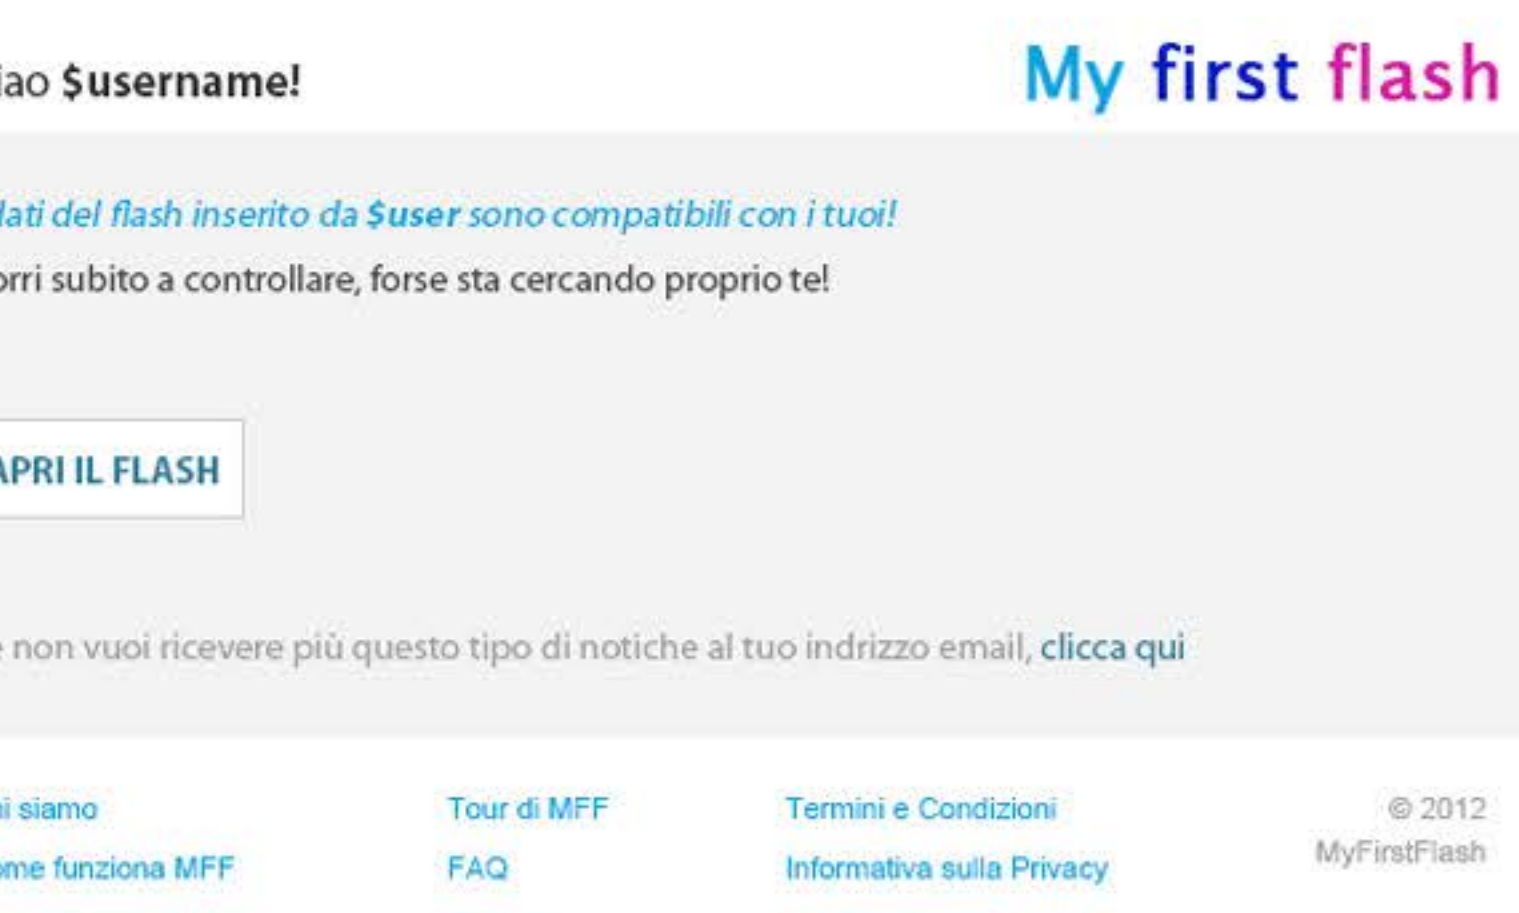 iao $username!
My first flash
lati del flash inserito da $user sono compatibili con i tuoi!
orri subito a controllare, forse sta cercando proprio te!
APRI IL FLASH
e non vuoi ricevere più questo tipo di notiche al tuo indrizzo email, clicca qui
i siamo
Tour di MFF
Termini e Condizioni
© 2012
MyFirstFlash
ome funziona MFF
FAQ
Informativa sulla Privacy